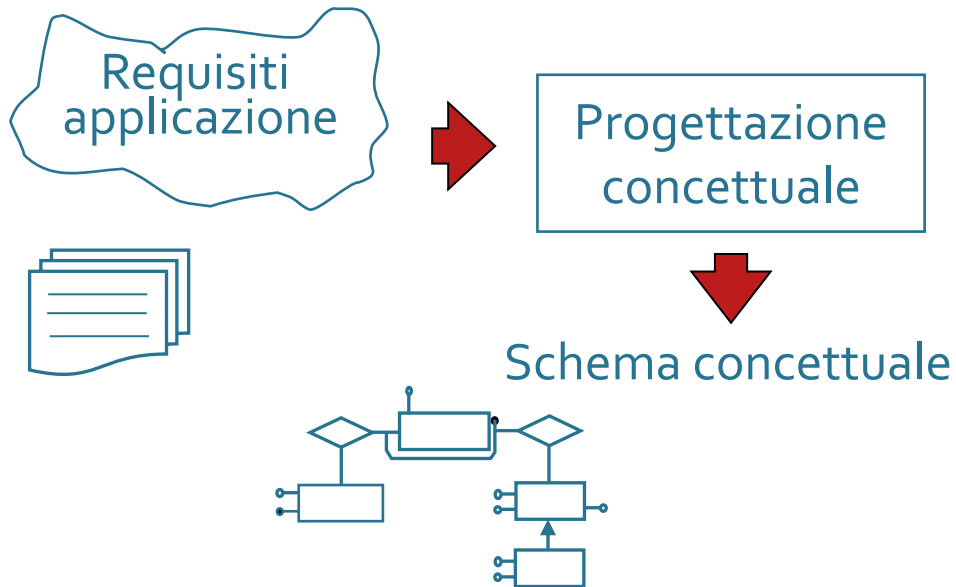 Requisiti
applicazione
Progettazione
concettuale
Schema concettuale